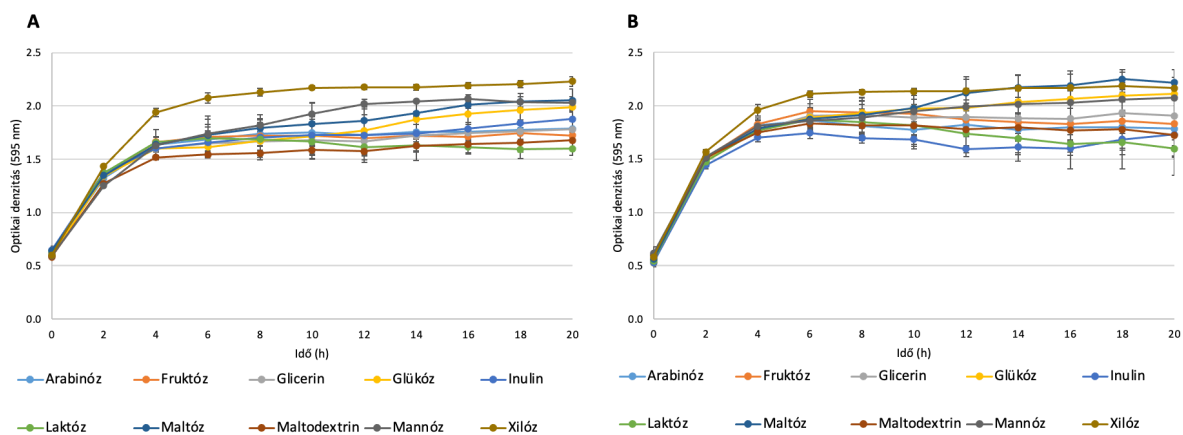 A
Optikai denzitás (595 nm)
2.5
2.0
1.5
1.0
0.5
0.0
0 2 4 6 8 10 12 14 16 18 20
Idő (h)
Arabinóz Fruktóz Glicerin Glükóz Inulin
Laktóz Maltóz Maltodextrin Mannóz Xilóz
B
Optikai denzitás (595 nm)
2.5
2.0
1.5
1.0
0.5
0.0
0 2 4 6 8 10 12 14 16 18 20
Idő (h)
Arabinóz Fruktóz Glicerin Glükóz Inulin
Laktóz Maltóz Maltodextrin Mannóz Xilóz